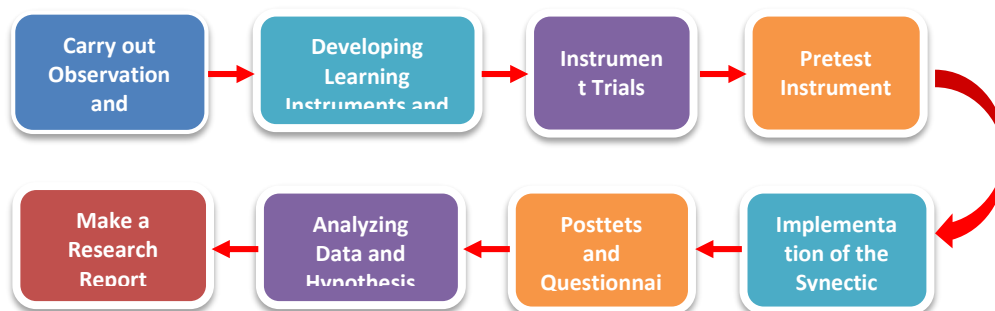 Carry out
Observation
and
Developing
Learning
Instruments and
Instrumen
t Trials
Pretest
Instrument
Implementa
tion of the
Synectic
Posttets
and
Questionnai
Analyzing
Data and
Hypothesis
Make a
Research
Report